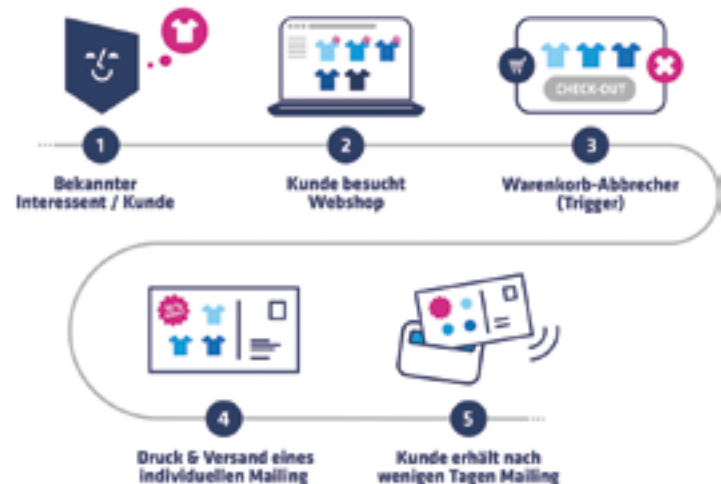 1
Bekannter
Interessent / Kunde
2
Kunde besucht
Webshop
CHECK-OUT
3
Warenkorb-Abbrecher
(Trigger)
4
Druck & Versand eines
individuellen Mailing
5
Kunde erhält nach
wenigen Tagen Mailing